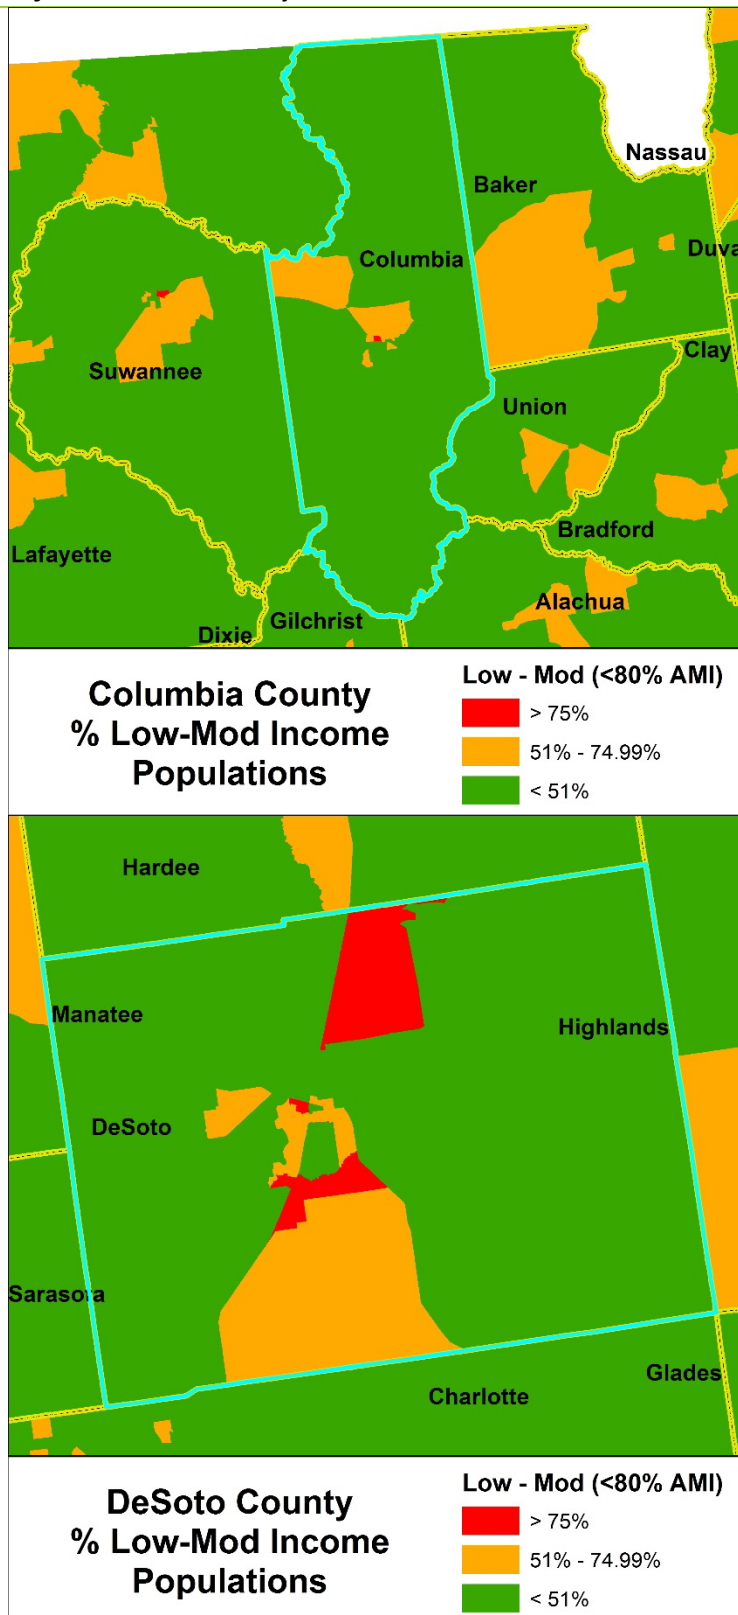 Nassau
Baker
Duva
Columbia
Clay
Suwannee
Union
Bradford
Lafayette
Alachua
Gilchrist
Dixie
Columbia County
% Low-Mod Income
Populations
Low - Mod (<80% AMI)
> 75%
51% - 74.99%
< 51%
Hardee
Manatee
Highlands
DeSoto
Sarasota
Glades
Charlotte
DeSoto County
% Low-Mod Income
Populations
Low - Mod (<80% AMI)
> 75%
51% - 74.99%
< 51%